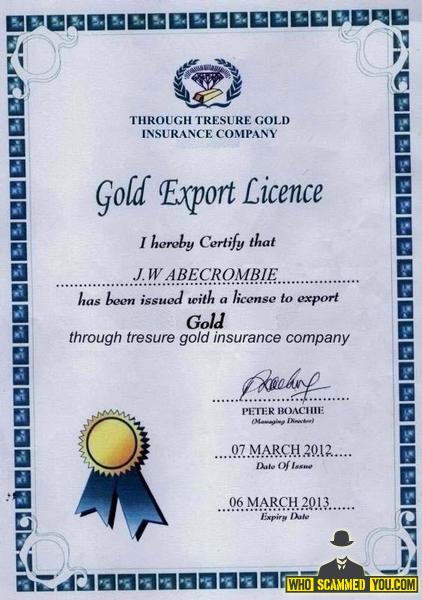 THROUGH TRESURE GOLD
INSURANCE COMPANY
Gold Export Licence
I hereby Certify that
J.W ABECROMBIE
has been issued with a license to export
Gold
through tresure gold insurance company
PETER BOACHIE
(Managing Director)
07 MARCH 2012
Date Of Issue
06 MARCH 2013
Expiry Date
WHO SCAMMED YOU.COM